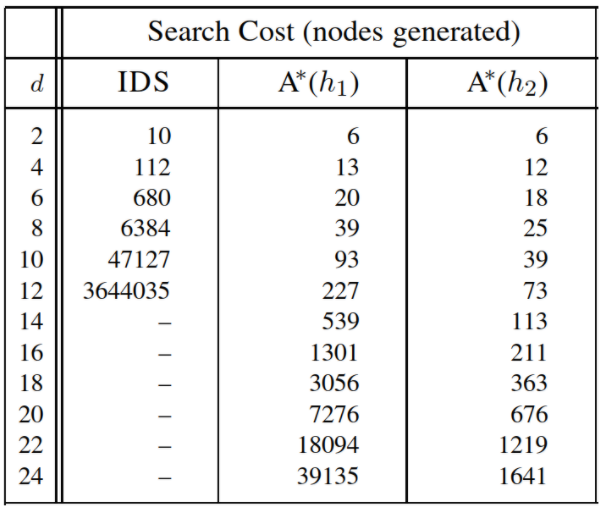 Search Cost (nodes generated)
d IDS A*(h1) A*(h2)
2 10 6 6
4 112 13 12
6 680 20 18
8 6384 39 25
10 47127 93 39
12 3644035 227 73
14 – 539 113
16 – 1301 211
18 – 3056 363
20 – 7276 676
22 – 18094 1219
24 – 39135 1641